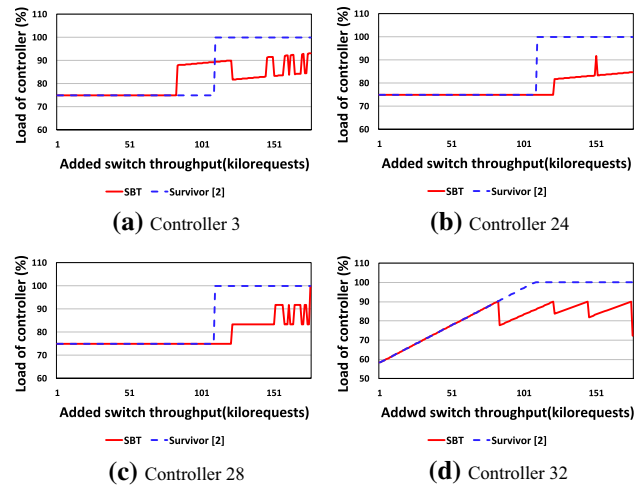 Load of controller (%)
110
100
90
80
70
60
1 51 101 151
Added switch throughput(kilorequests)
SBT Survivor [2]
(a) Controller 3
Load of controller (%)
110
100
90
80
70
60
1 51 101 151
Added switch throughput(kilorequests)
SBT Survivor [2]
(b) Controller 24
Load of controller (%)
110
100
90
80
70
60
1 51 101 151
Added switch throughput(kilorequests)
SBT Survivor [2]
(c) Controller 28
Load of controller (%)
110
100
90
80
70
60
50
1 51 101 151
Addwd switch throughput(kilorequests)
SBT Survivor [2]
(d) Controller 32